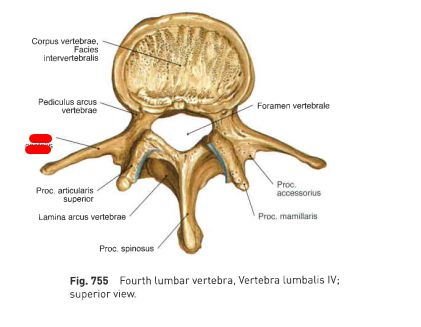 Corpus vertebrae,
Facies
intervertebralis
Pediculus arcus
vertebrae
Foramen vertebrale
Proc. articularis
superior
Proc.
accessorius
Lamina arcus vertebrae
Proc. mamillaris
Proc. spinosus
Fig. 755 Fourth lumbar vertebra, Vertebra lumbalis IV;
superior view.